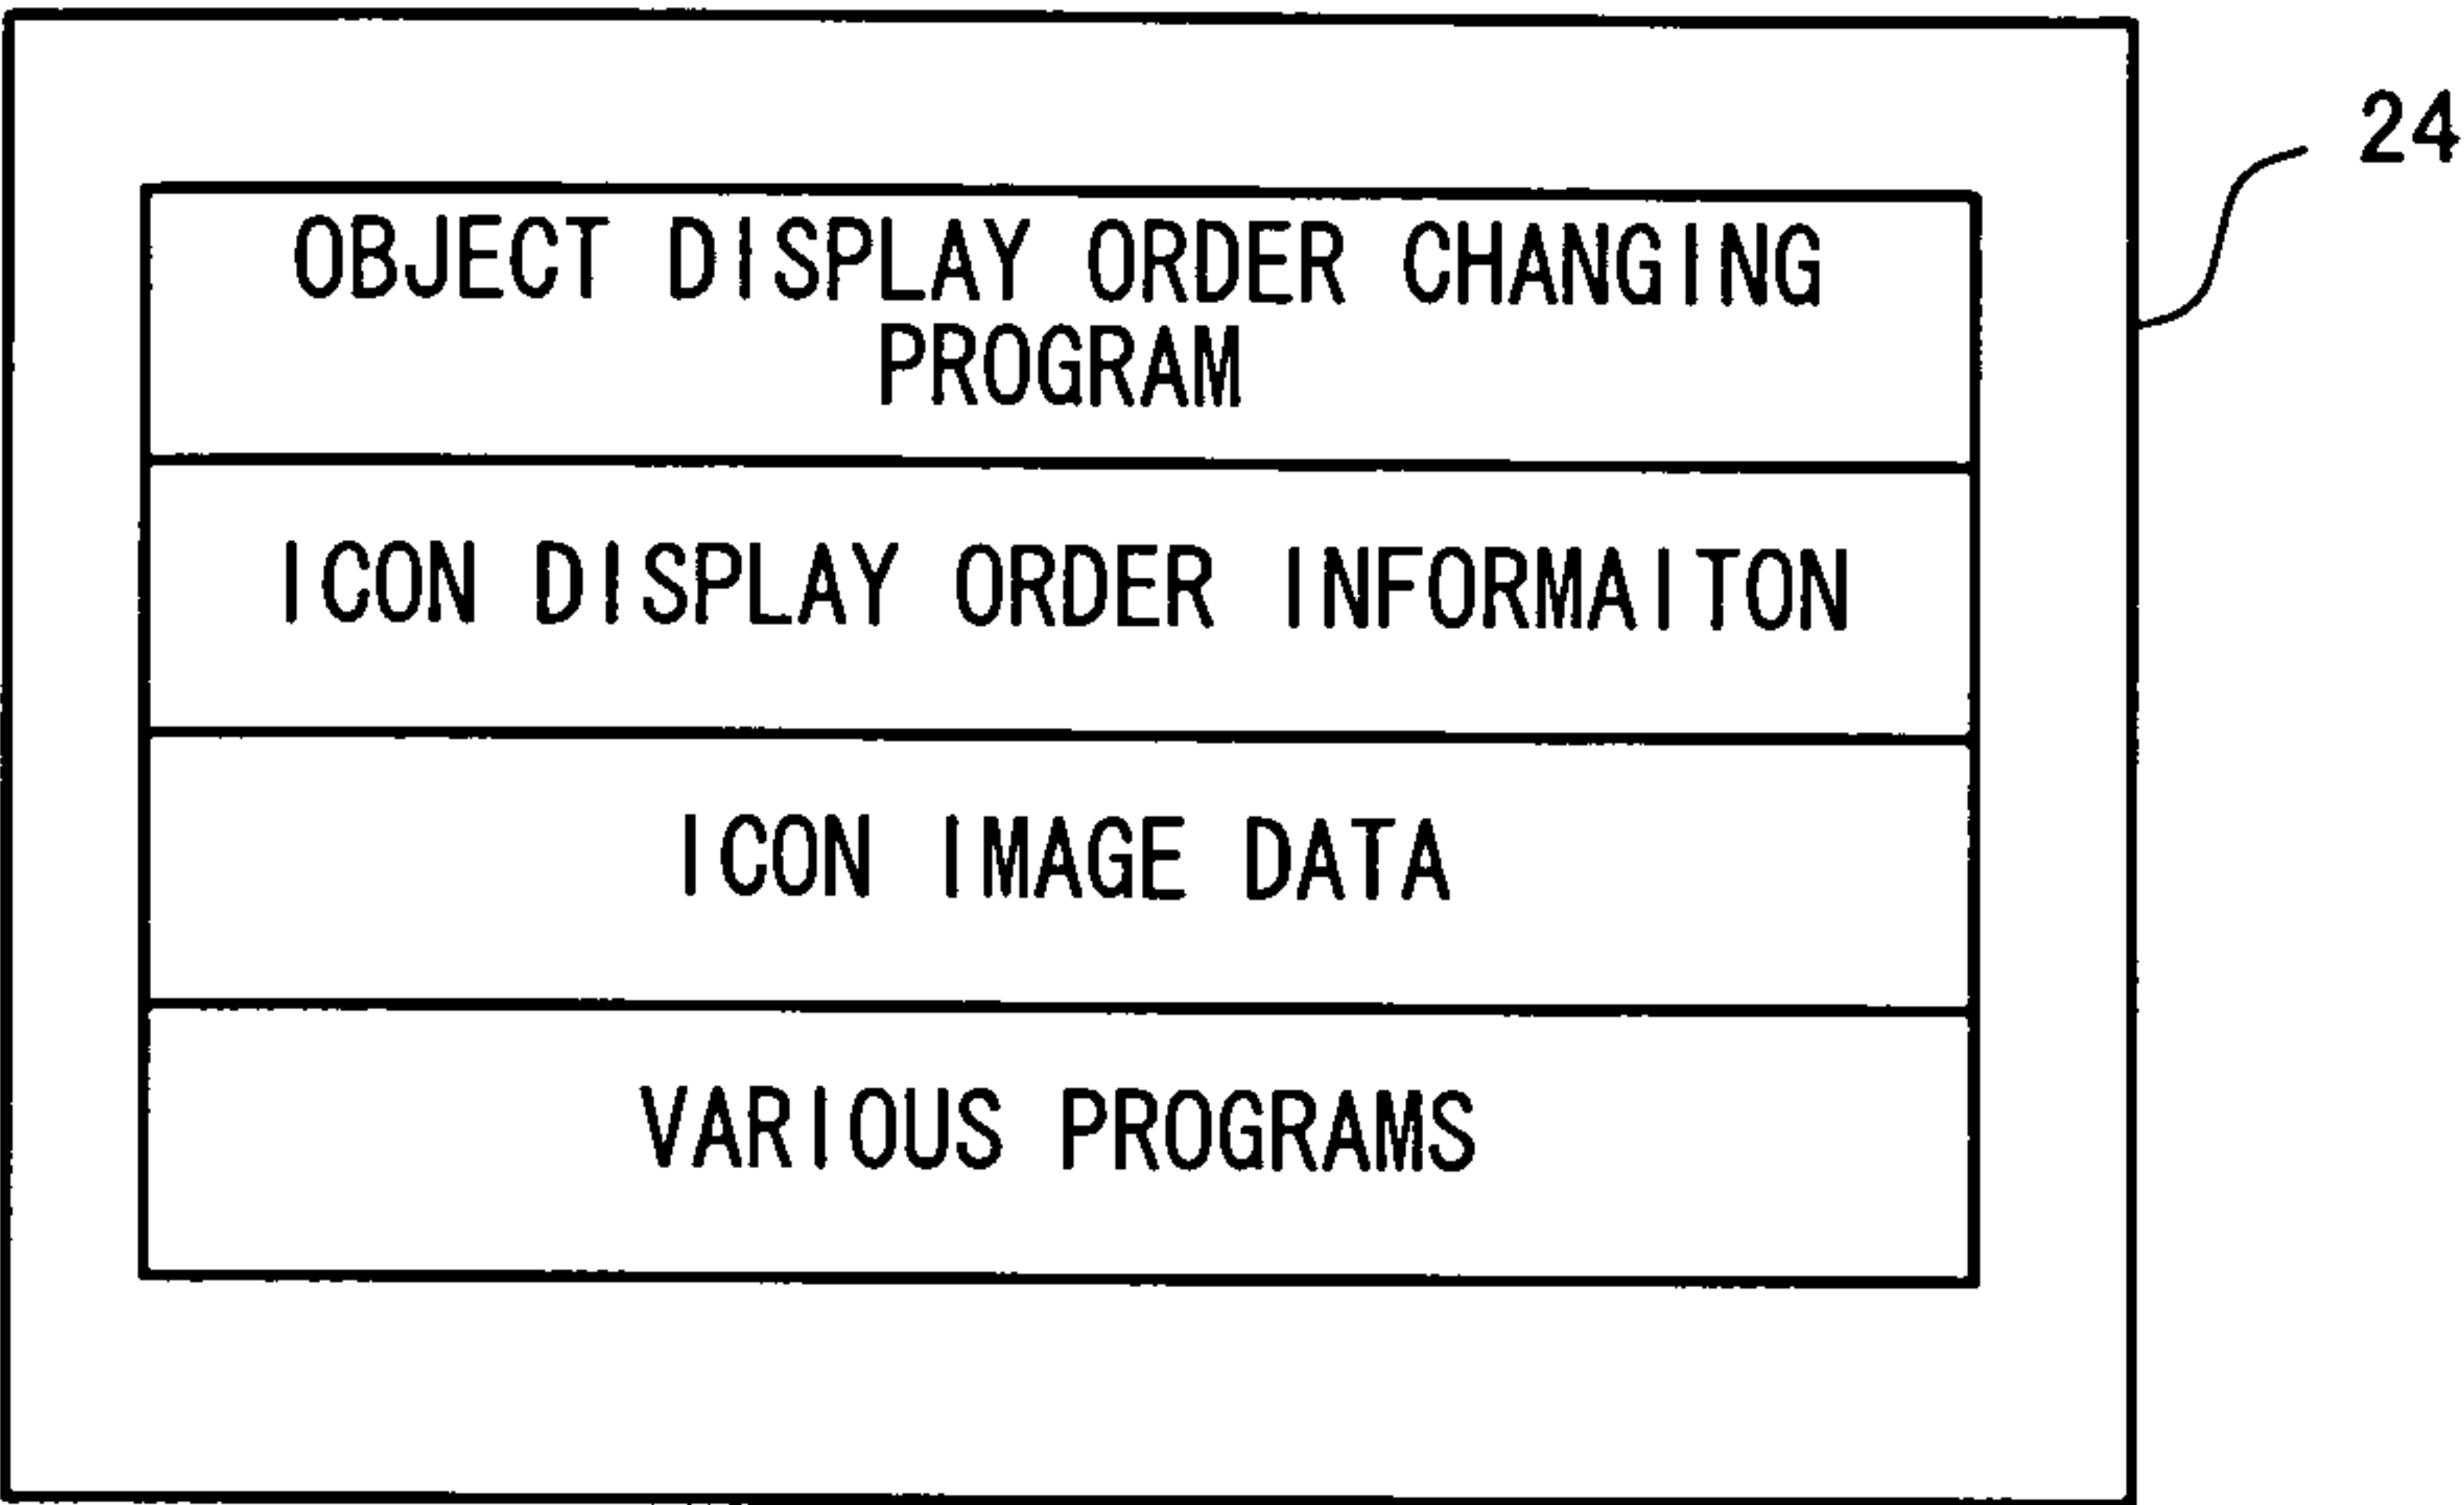 24
OBJECT DISPLAY ORDER CHANGING
PROGRAM
ICON DISPLAY ORDER INFORMAITON
ICON IMAGE DATA
VARIOUS PROGRAMS